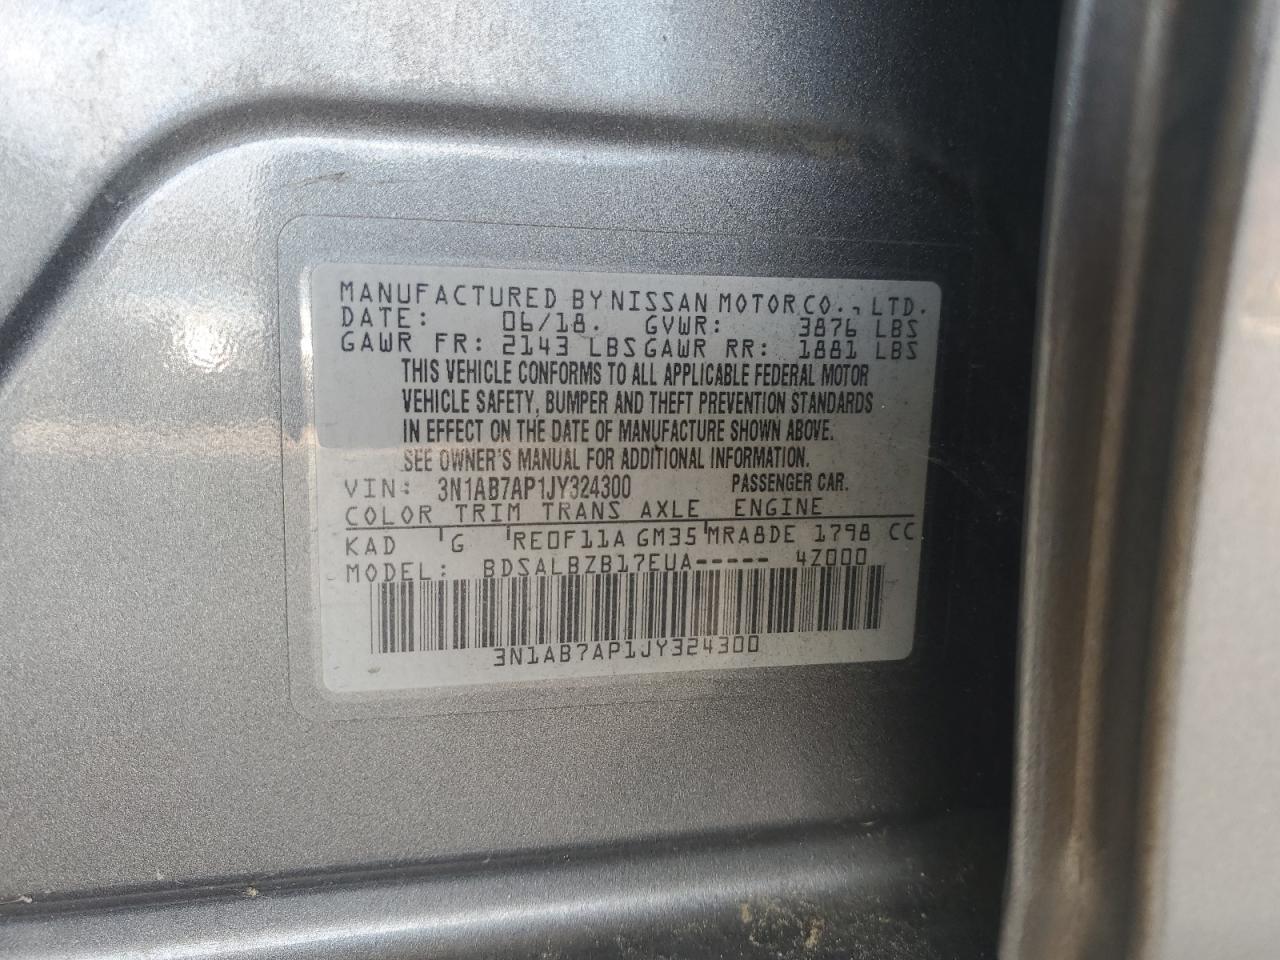 MANUFACTURED BY NISSAN MOTOR CO., LTD.
DATE: 06/18. GVWR: 3876 LBS
GAWR FR: 2143 LBS GAWR RR: 1881 LBS
THIS VEHICLE CONFORMS TO ALL APPLICABLE FEDERAL MOTOR
VEHICLE SAFETY, BUMPER AND THEFT PREVENTION STANDARDS
IN EFFECT ON THE DATE OF MANUFACTURE SHOWN ABOVE.
SEE OWNER'S MANUAL FOR ADDITIONAL INFORMATION.
VIN: 3N1AB7AP1JY324300 PASSENGER CAR.
COLOR TRIM TRANS AXLE ENGINE
KAD G RE0F11A GM35 MRA8DE 1798 CC
MODEL: BDSALBZB17EUA----- 4Z000
3N1AB7AP1JY324300